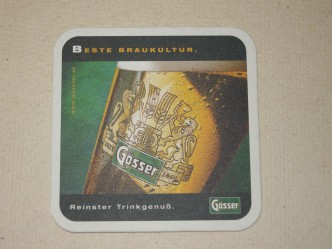 BESTE BRAUKULTUR.
Gösser
Reinster Trinkgenuß.
Gösser